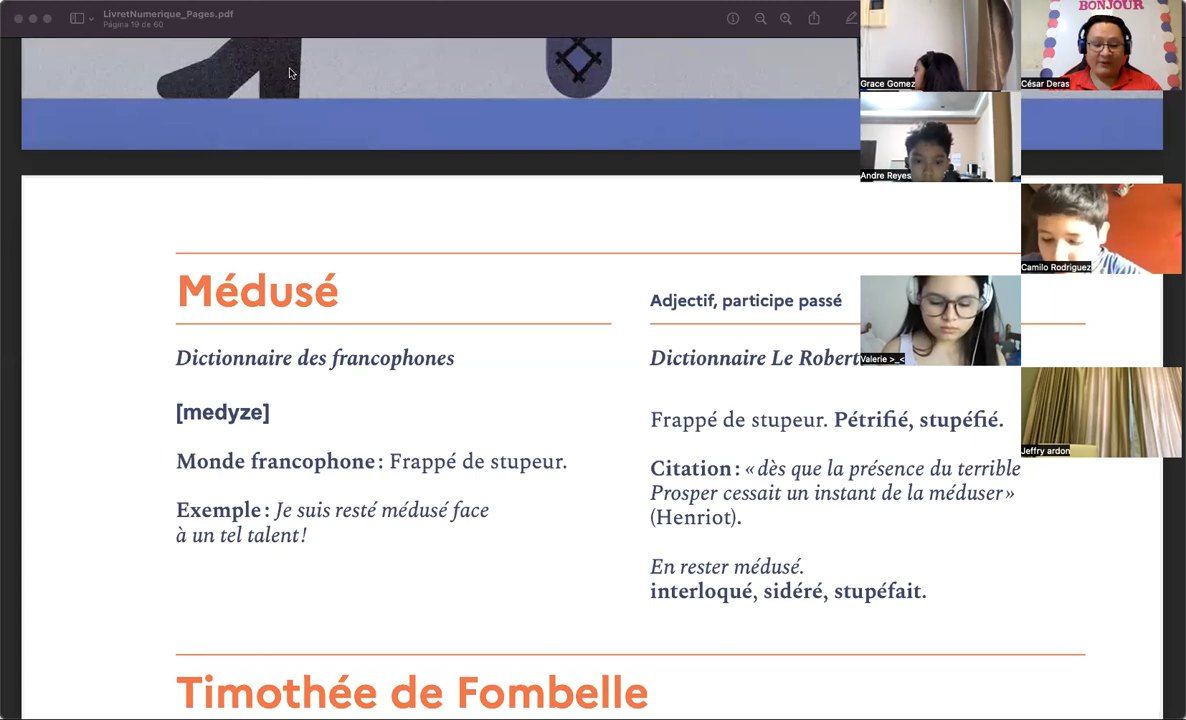 LivretNumerique_Pages.pdf
Página 19 de 60
BONJOUR
Grace Gomez
César Deras
Andre Reyes
Camilo Rodriguez
Valerie >_<
Jeffry ardon
Médusé
Adjectif, participe passé
Dictionnaire des francophones
[medyze]
Monde francophone : Frappé de stupeur.
Exemple : Je suis resté médusé face
à un tel talent !
Dictionnaire Le Robert
Frappé de stupeur. Pétrifié, stupéfié.
Citation : « dès que la présence du terrible
Prosper cessait un instant de la méduser »
(Henriot).
En rester médusé.
interloqué, sidéré, stupéfait.
Timothée de Fombelle